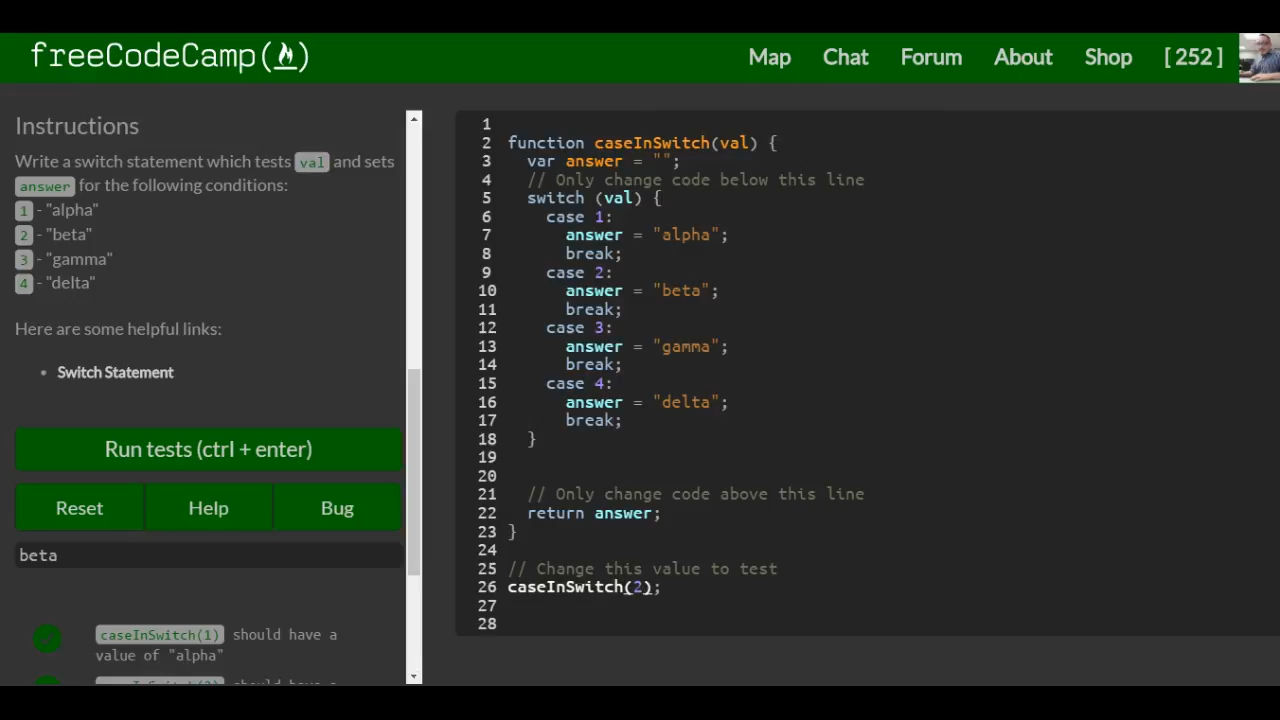 freeCodeCamp(🔥)
Map Chat Forum About Shop [ 252 ]
Instructions
Write a switch statement which tests val and sets
answer for the following conditions:
1 - "alpha"
2 - "beta"
3 - "gamma"
4 - "delta"
Here are some helpful links:
• Switch Statement
Run tests (ctrl + enter)
Reset Help Bug
beta
caseInSwitch(1) should have a
value of "alpha"
1
2 function caseInSwitch(val) {
3 var answer = "";
4 // Only change code below this line
5 switch (val) {
6 case 1:
7 answer = "alpha";
8 break;
9 case 2:
10 answer = "beta";
11 break;
12 case 3:
13 answer = "gamma";
14 break;
15 case 4:
16 answer = "delta";
17 break;
18 }
19
20
21 // Only change code above this line
22 return answer;
23 }
24
25 // Change this value to test
26 caseInSwitch(2);
27
28